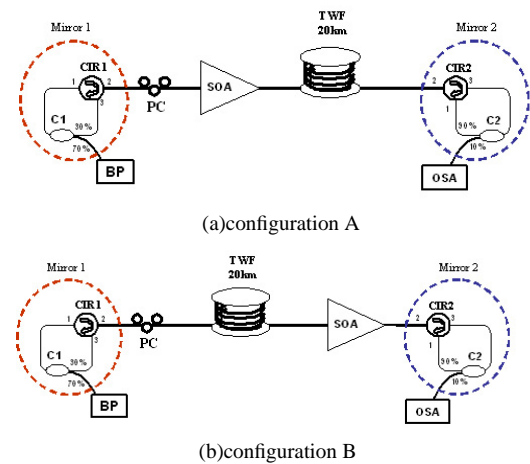 Mirror 1
TWF
20km
Mirror 2
CIR1
1
2
3
PC
SOA
CIR2
2
3
1
C1
30%
70%
BP
90%
C2
10%
OSA
(a)configuration A
Mirror 1
TWF
20km
Mirror 2
CIR1
1
2
3
PC
SOA
CIR2
2
3
1
C1
30%
70%
BP
90%
C2
10%
OSA
(b)configuration B